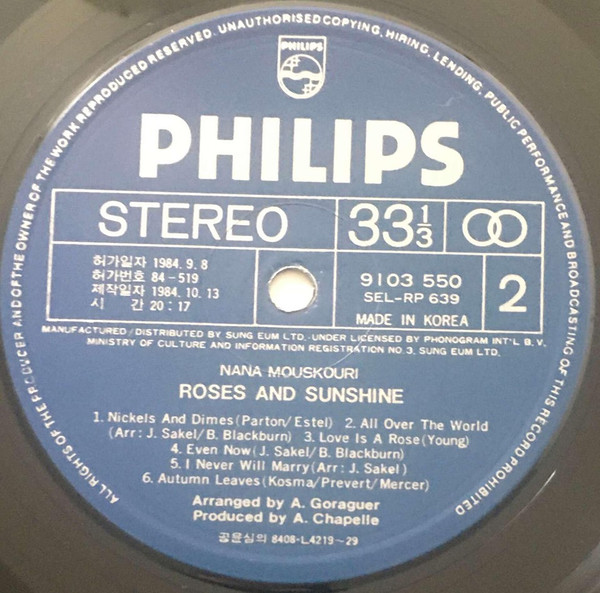 ALL RIGHTS OF THE PRODUCER AND OF THE OWNER OF THE WORK REPRODUCED RESERVED. UNAUTHORISED COPYING, HIRING, LENDING, PUBLIC PERFORMANCE AND BROADCASTING OF THIS RECORD PROHIBITED
PHILIPS
PHILIPS
STEREO
33 1/3
허가일자 1984. 9. 8
허가번호 84-519
제작일자 1984. 10. 13
시 간 20:17
9103 550
SEL-RP 639
MADE IN KOREA
2
MANUFACTURED/DISTRIBUTED BY SUNG EUM LTD. UNDER LICENSED BY PHONOGRAM INT'L B.V.
MINISTRY OF CULTURE AND INFORMATION REGISTRATION NO.3. SUNG EUM LTD.
NANA MOUSKOURI
ROSES AND SUNSHINE
1. Nickels And Dimes (Parton/Estel) 2. All Over The World
(Arr: J. Sakel/B. Blackburn) 3. Love Is A Rose (Young)
4. Even Now (J. Sakel/B. Blackburn)
5. I Never Will Marry (Arr: J. Sakel)
6. Autumn Leaves (Kosma/Prevert/Mercer)
Arranged by A. Goraguer
Produced by A. Chapelle
공윤심의 8408-L4219~29